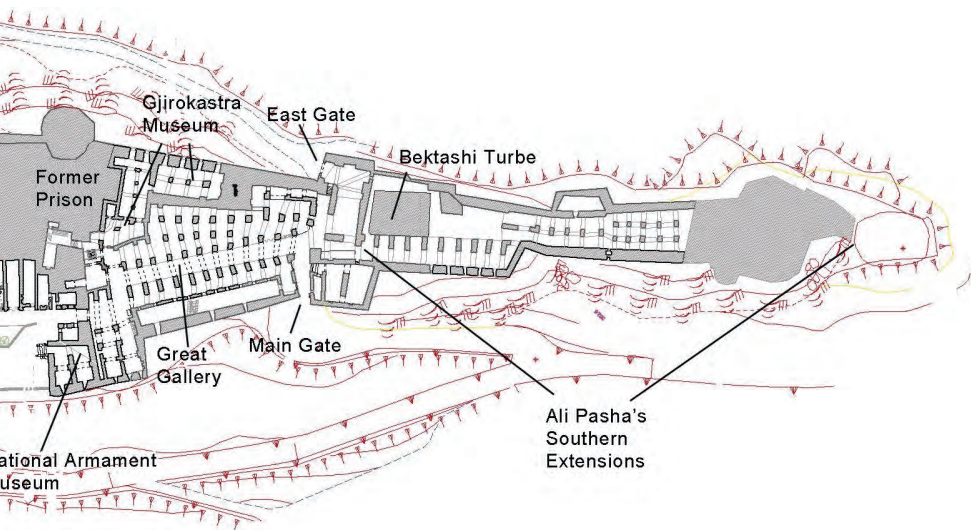 Gjirokastra
Museum
East Gate
Bektashi Turbe
Former
Prison
Great
Gallery
Main Gate
Ali Pasha's
Southern
Extensions
ational Armament
useum